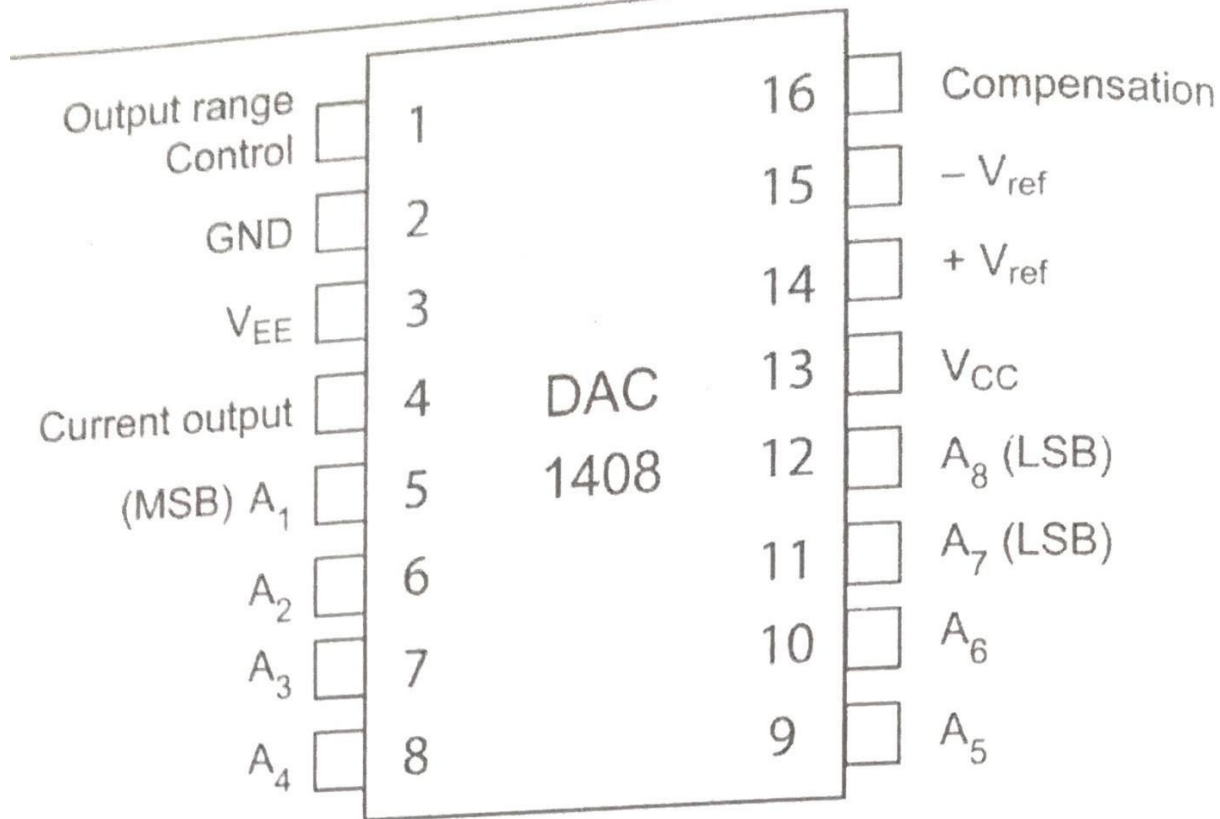 Output range
Control
GND
V_EE
Current output
(MSB) A_1
A_2
A_3
A_4
1
2
3
4
5
6
7
8
DAC
1408
16
15
14
13
12
11
10
9
Compensation
– V_ref
+ V_ref
V_CC
A_8 (LSB)
A_7 (LSB)
A_6
A_5